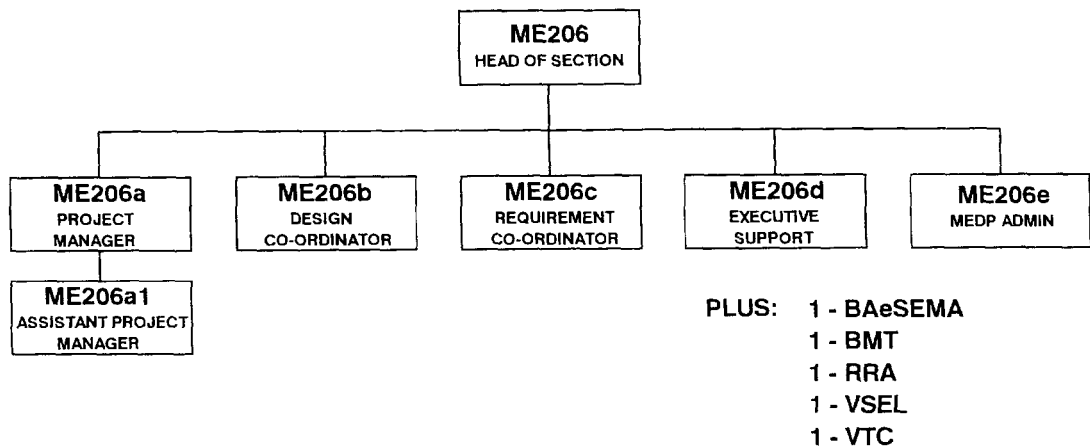 ME206
HEAD OF SECTION
ME206a
PROJECT
MANAGER
ME206b
DESIGN
CO-ORDINATOR
ME206c
REQUIREMENT
CO-ORDINATOR
ME206d
EXECUTIVE
SUPPORT
ME206e
MEDP ADMIN
ME206a1
ASSISTANT PROJECT
MANAGER
PLUS: 1 - BAeSEMA
1 - BMT
1 - RRA
1 - VSEL
1 - VTC